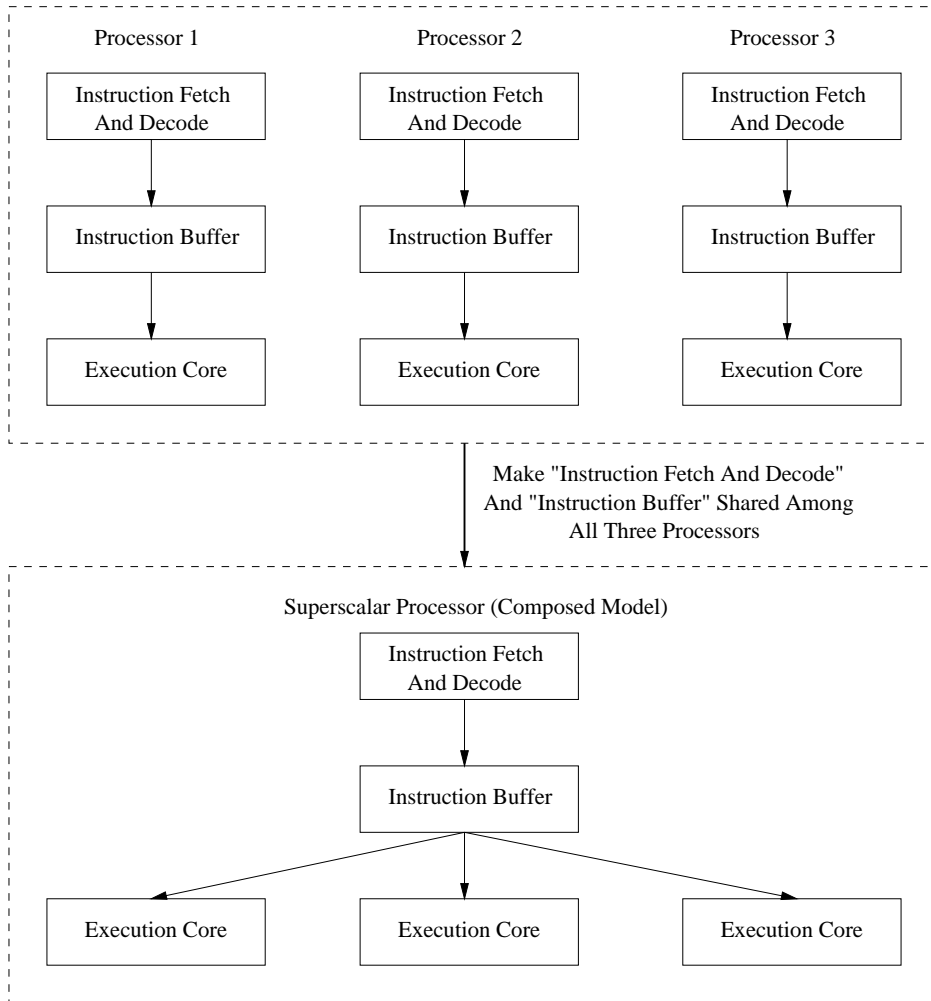 Processor 1
Processor 2
Processor 3
Instruction Fetch
And Decode
Instruction Fetch
And Decode
Instruction Fetch
And Decode
Instruction Buffer
Instruction Buffer
Instruction Buffer
Execution Core
Execution Core
Execution Core
Make "Instruction Fetch And Decode"
And "Instruction Buffer" Shared Among
All Three Processors
Superscalar Processor (Composed Model)
Instruction Fetch
And Decode
Instruction Buffer
Execution Core
Execution Core
Execution Core